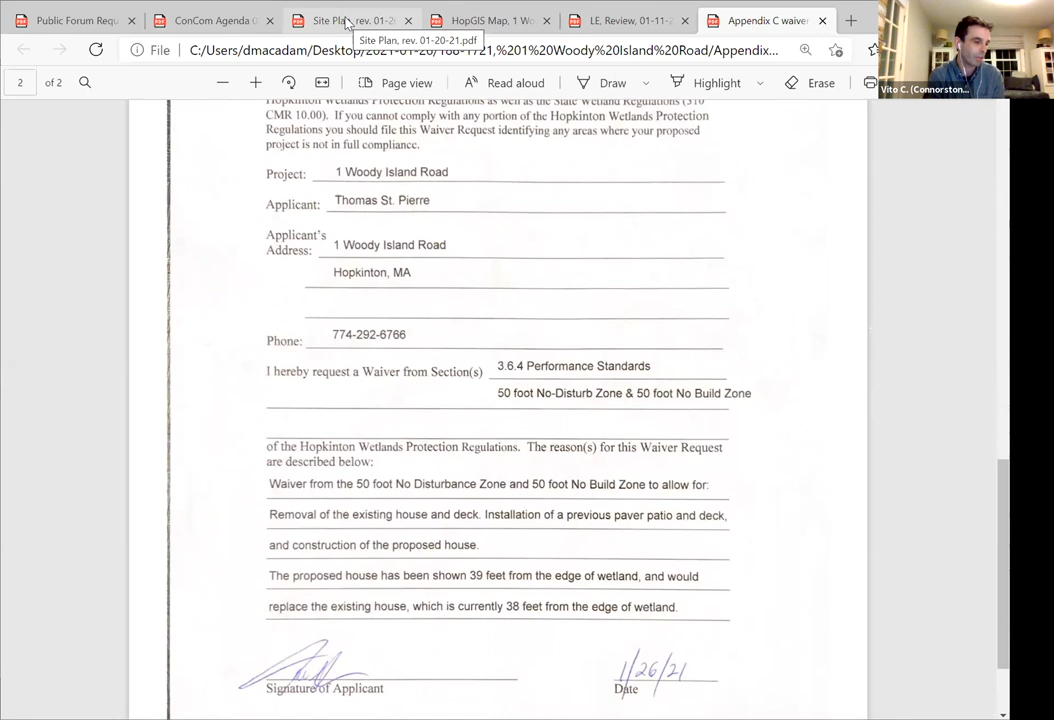 Public Forum Requ
ConCom Agenda 0
Site Pla rev. 01-2
HopGIS Map, 1 Wo
LE, Review, 01-11-2
Appendix C waiver
Site Plan, rev. 01-20-21.pdf
File
C:/Users/dmacadam/Desktop/2021-01-26/188-1721,%201%20Woody%20Island%20Road/Appendix...
2 of 2
Page view
Read aloud
Draw
Highlight
Erase
Vito C. (Connorston...
Hopkinton Wetlands Protection Regulations as well as the State Wetland Regulations (310
CMR 10.00). If you cannot comply with any portion of the Hopkinton Wetlands Protection
Regulations you should file this Waiver Request identifying any areas where your proposed
project is not in full compliance.
Project: 1 Woody Island Road
Applicant: Thomas St. Pierre
Applicant's
Address: 1 Woody Island Road
Hopkinton, MA
Phone: 774-292-6766
I hereby request a Waiver from Section(s) 3.6.4 Performance Standards
50 foot No-Disturb Zone & 50 foot No Build Zone
of the Hopkinton Wetlands Protection Regulations. The reason(s) for this Waiver Request
are described below:
Waiver from the 50 foot No Disturbance Zone and 50 foot No Build Zone to allow for:
Removal of the existing house and deck. Installation of a previous paver patio and deck,
and construction of the proposed house.
The proposed house has been shown 39 feet from the edge of wetland, and would
replace the existing house, which is currently 38 feet from the edge of wetland.
1/26/21
Signature of Applicant
Date